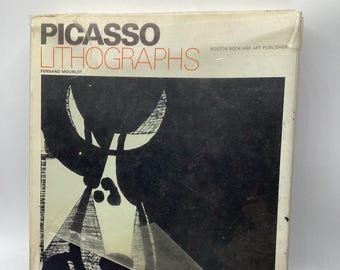 PICASSO
LITHOGRAPHS
FERNAND MOURLOT
BOSTON BOOK AND ART PUBLISHER